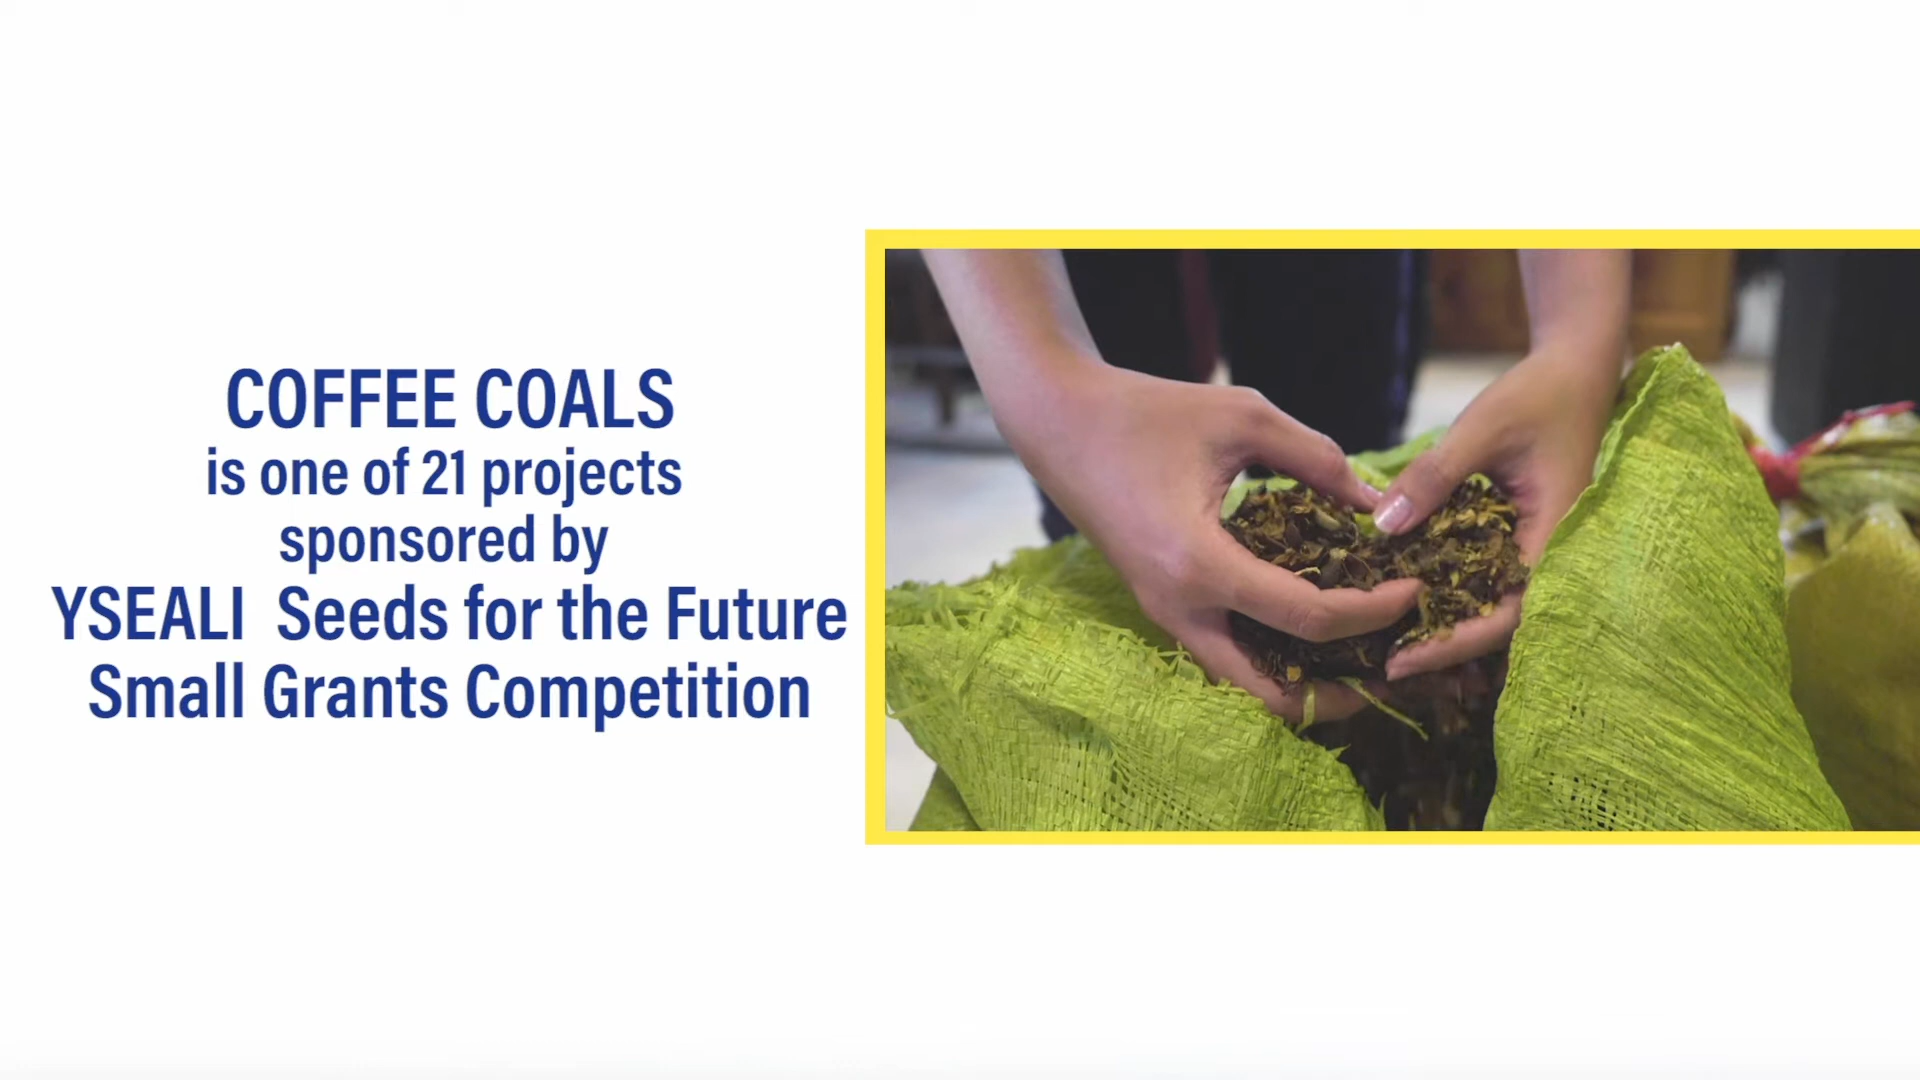 COFFEE COALS
is one of 21 projects
sponsored by
YSEALI Seeds for the Future
Small Grants Competition